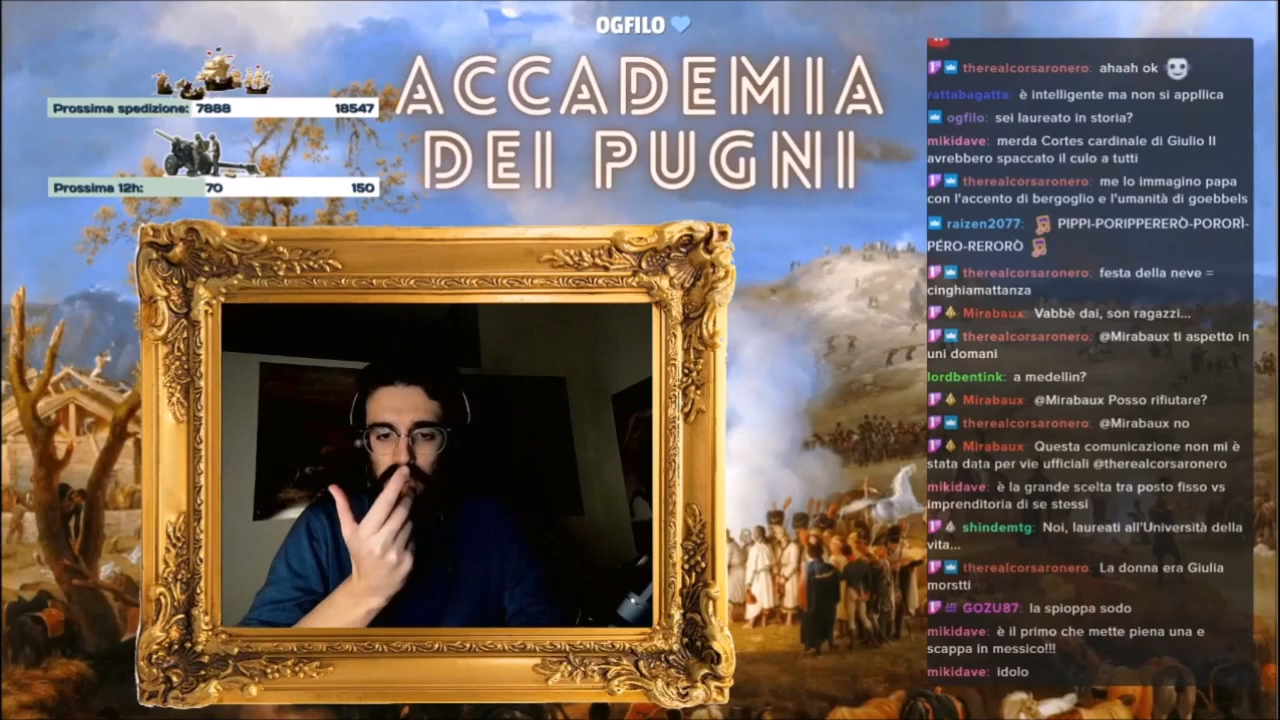 OGFILO
ACCADEMIA
DEI PUGNI
Prossima spedizione: 7888 18547
Prossima 12h: 70 150
therealcorsaronero: ahaah ok
rattabagatta: è intelligente ma non si appllica
ogfilo: sei laureato in storia?
mikidave: merda Cortes cardinale di Giulio II
avrebbero spaccato il culo a tutti
therealcorsaronero: me lo immagino papa
con l'accento di bergoglio e l'umanità di goebbels
raizen2077: PIPPI-PORIPPERERÒ-PORORÌ-
PÉRO-RERORÒ
therealcorsaronero: festa della neve =
cinghiamattanza
Mirabaux: Vabbè dai, son ragazzi...
therealcorsaronero: @Mirabaux ti aspetto in
uni domani
lordbentink: a medellin?
Mirabaux: @Mirabaux Posso rifiutare?
therealcorsaronero: @Mirabaux no
Mirabaux: Questa comunicazione non mi è
stata data per vie ufficiali @therealcorsaronero
mikidave: è la grande scelta tra posto fisso vs
imprenditoria di se stessi
shindemtg: Noi, laureati all'Università della
vita...
therealcorsaronero: La donna era Giulia
morstti
GOZU87: la spioppa sodo
mikidave: è il primo che mette piena una e
scappa in messico!!!
mikidave: idolo